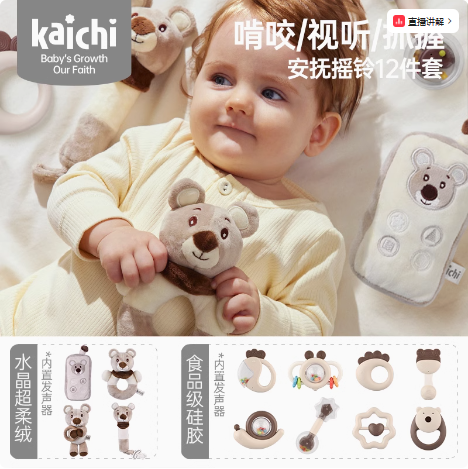 kaichi
Baby's Growth
Our Faith
直播讲解
啃咬/视听/抓握
安抚摇铃12件套
水晶超柔绒
*内置发声器
食品级硅胶
*内置发声器